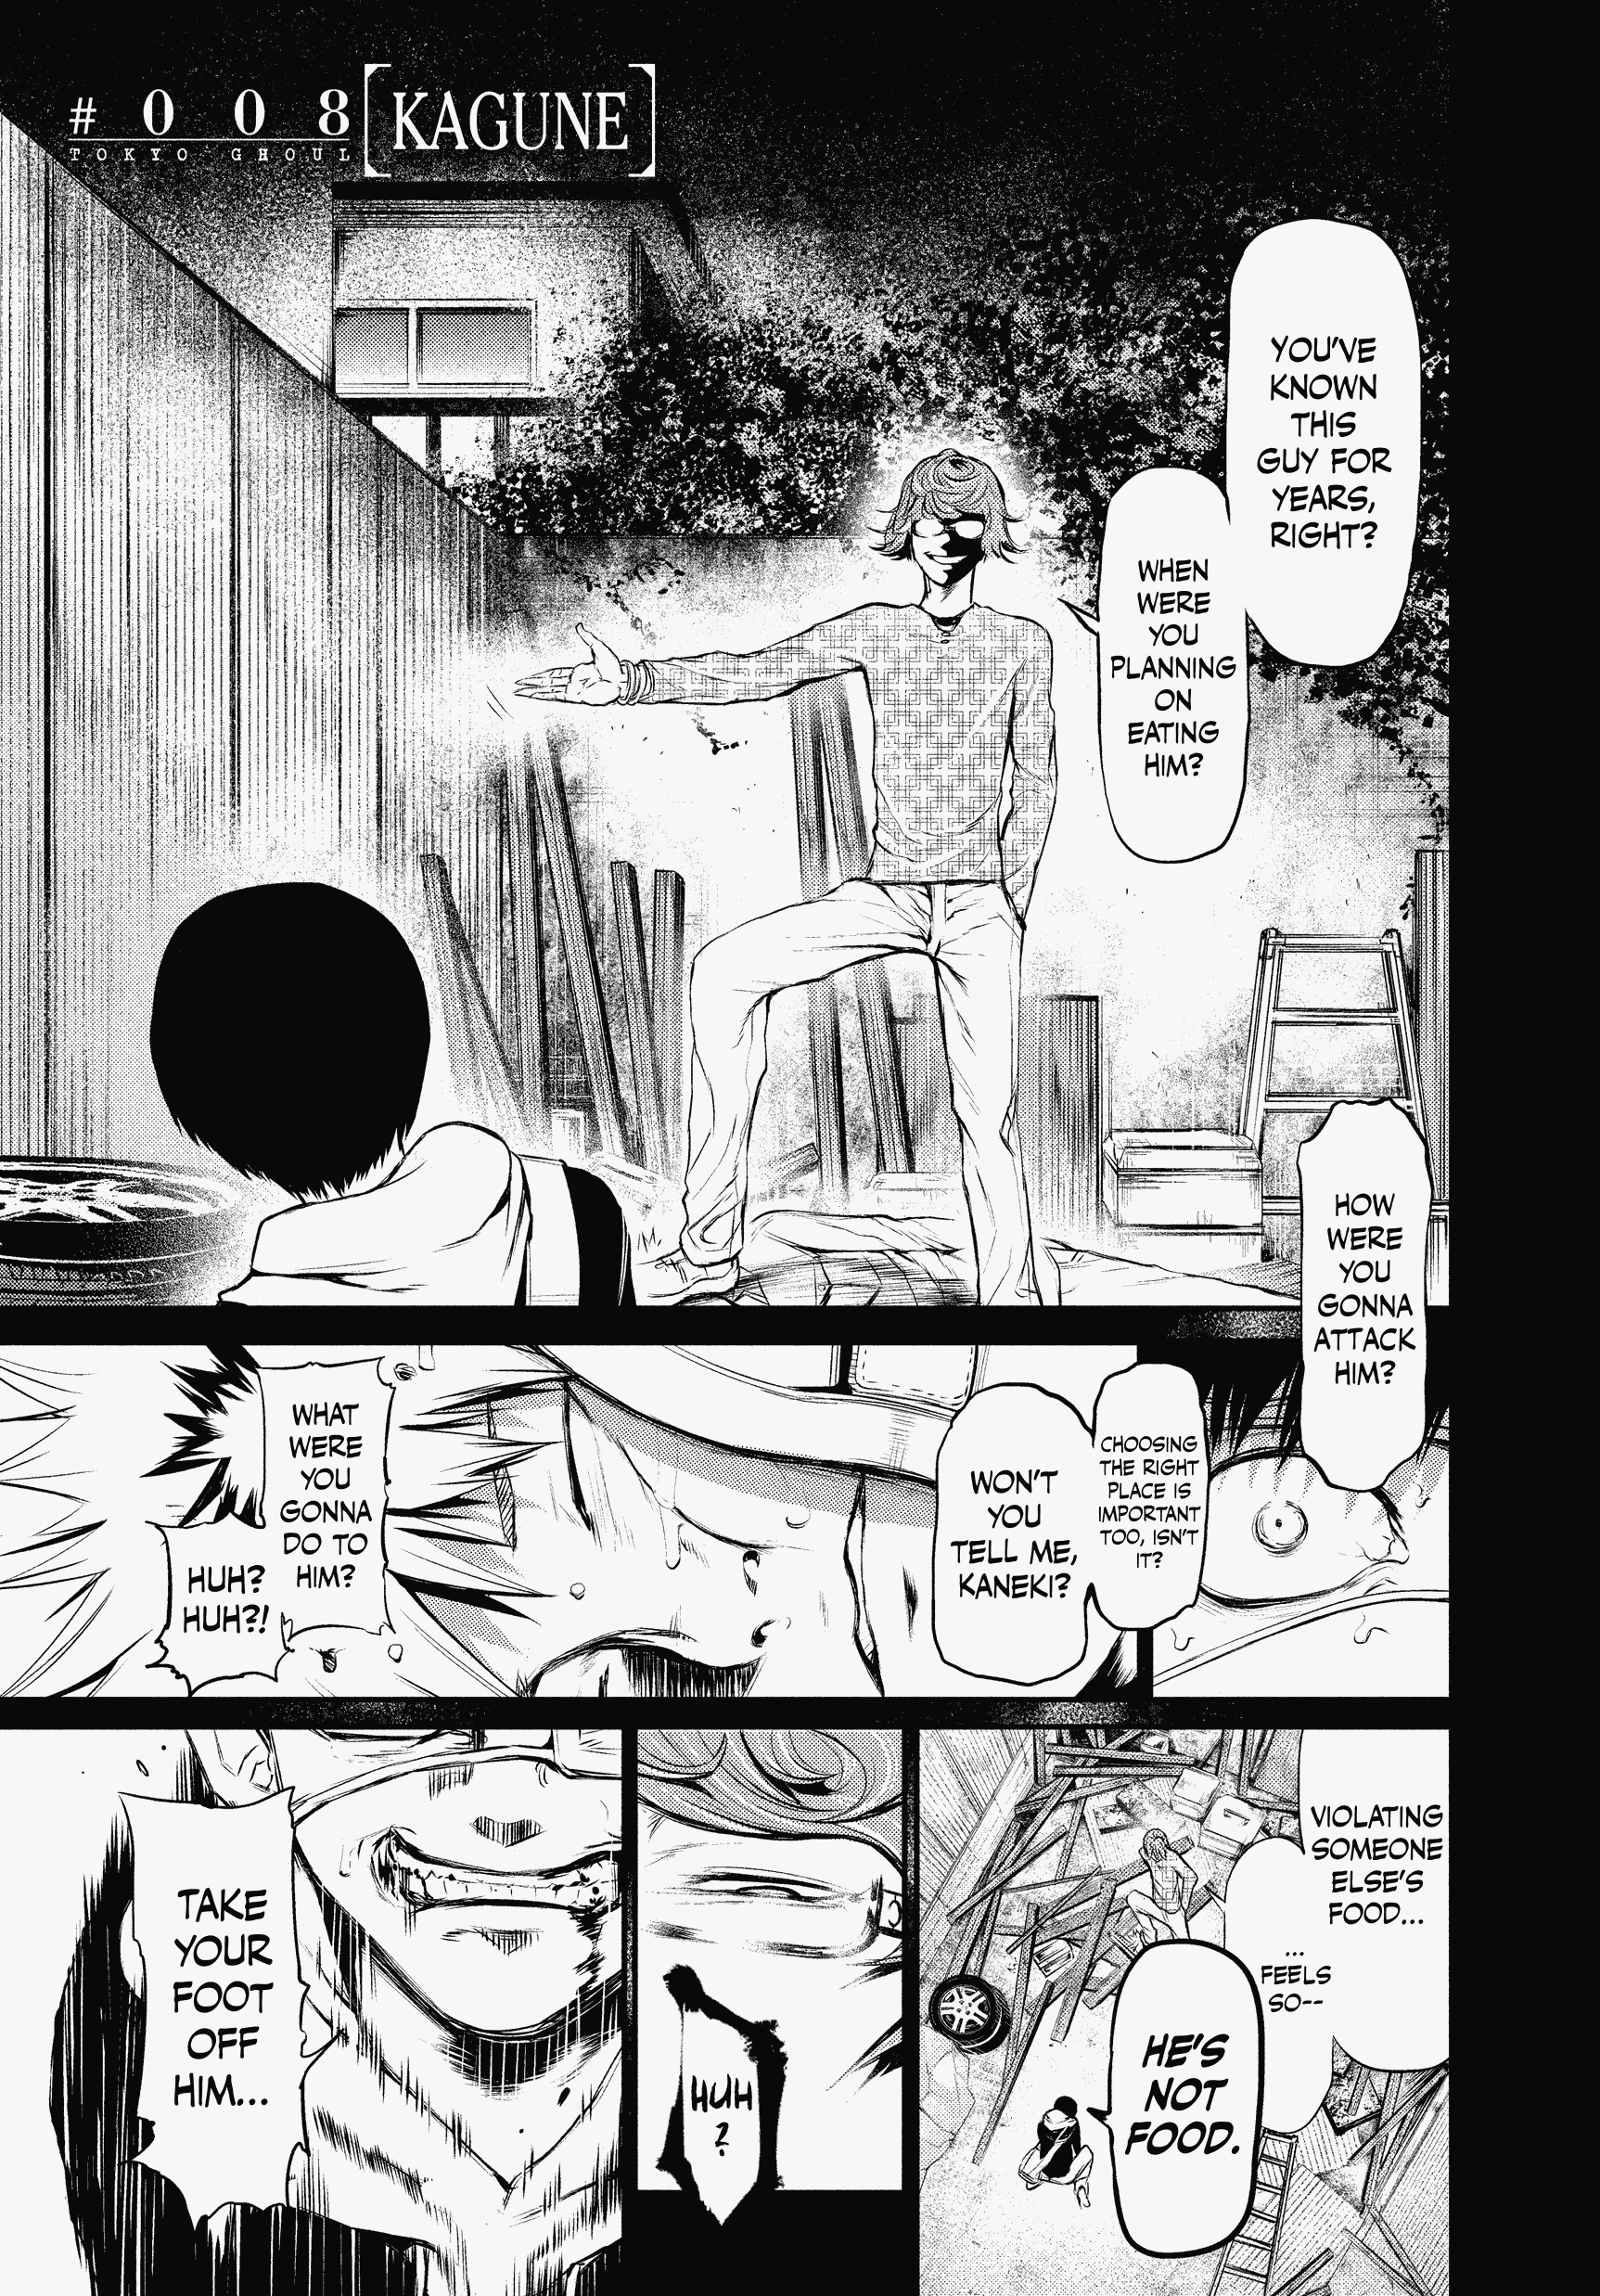 #008
TOKYO GHOUL
[KAGUNE]
YOU'VE
KNOWN
THIS
GUY FOR
YEARS,
RIGHT?
WHEN
WERE
YOU
PLANNING
ON
EATING
HIM?
HOW
WERE
YOU
GONNA
ATTACK
HIM?
CHOOSING
THE RIGHT
PLACE IS
IMPORTANT
TOO, ISN'T
IT?
WON'T
YOU
TELL ME,
KANEKI?
WHAT
WERE
YOU
GONNA
DO TO
HIM?
HUH?
HUH?!
VIOLATING
SOMEONE
ELSE'S
FOOD...
...
FEELS
SO--
HE'S
NOT
FOOD.
HUH
?
TAKE
YOUR
FOOT
OFF
HIM...